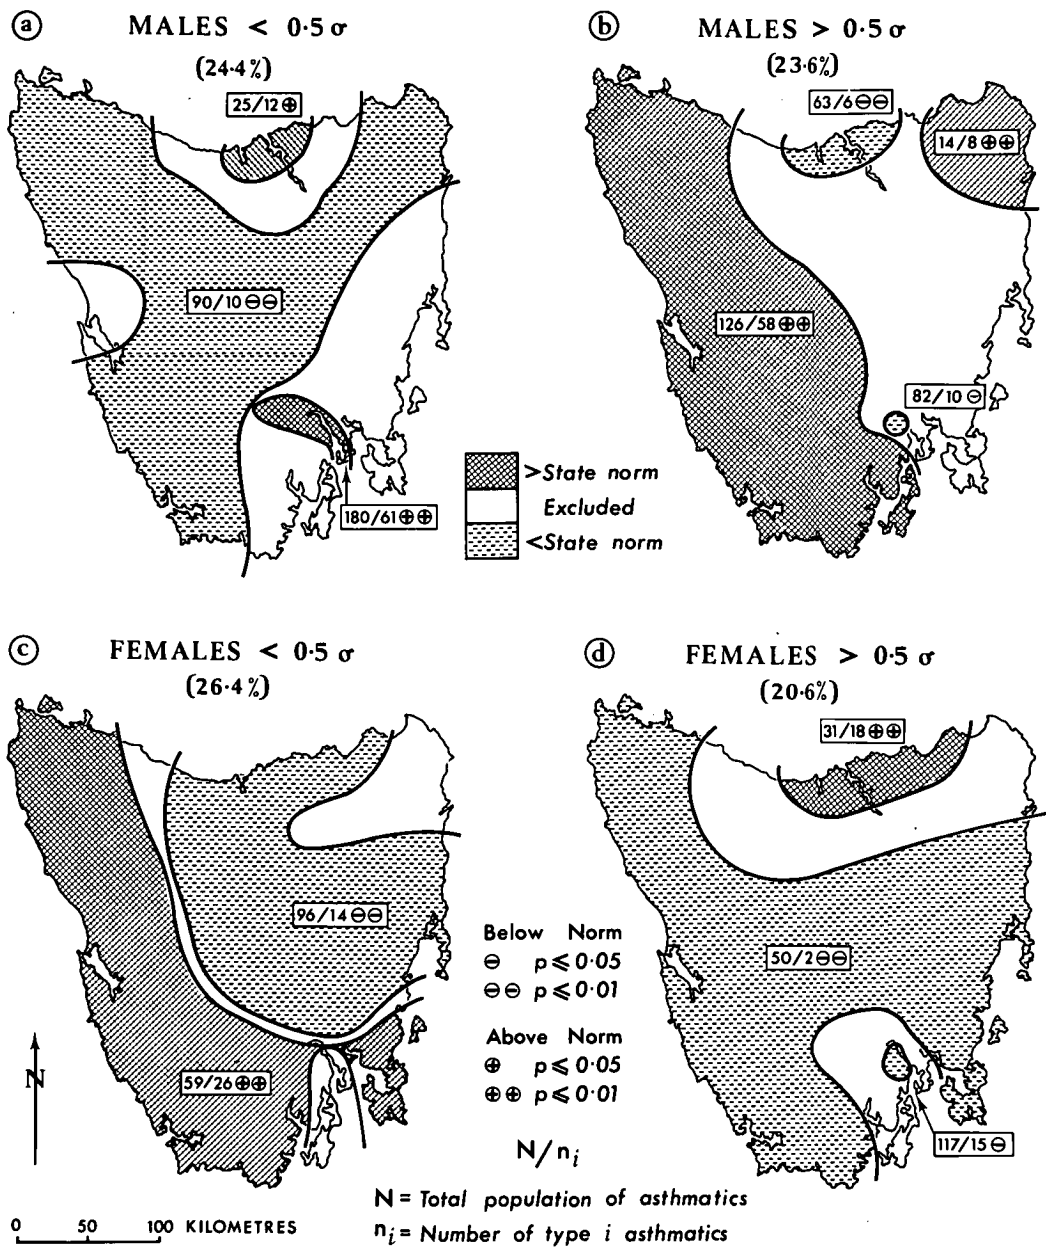 a MALES < 0·5 σ
(24·4%)
25/12 ⊕
90/10 ⊖⊖
180/61 ⊕⊕
b MALES > 0·5 σ
(23·6%)
63/6 ⊖⊖
14/8 ⊕⊕
126/58 ⊕⊕
82/10 ⊖
>State norm
Excluded
<State norm
c FEMALES < 0·5 σ
(26·4%)
96/14 ⊖⊖
59/26 ⊕⊕
d FEMALES > 0·5 σ
(20·6%)
31/18 ⊕⊕
50/2 ⊖⊖
117/15 ⊖
Below Norm
⊖ p ⩽ 0·05
⊖⊖ p ⩽ 0·01
Above Norm
⊕ p ⩽ 0·05
⊕⊕ p ⩽ 0·01
N/nᵢ
N = Total population of asthmatics
nᵢ = Number of type i asthmatics
N
0 50 100 KILOMETRES